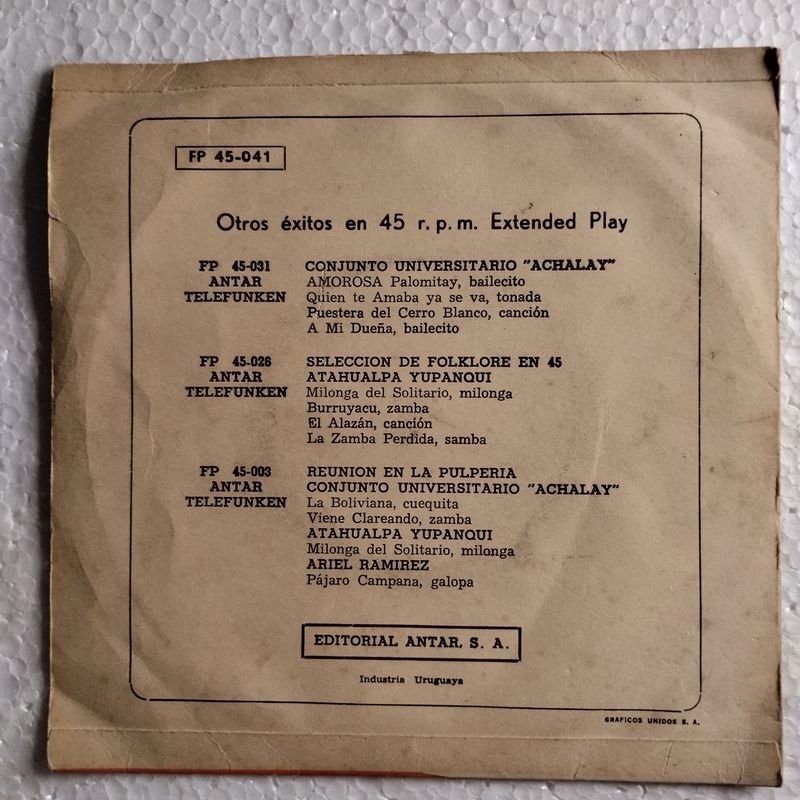 FP 45-041
Otros éxitos en 45 r. p. m. Extended Play
FP 45-031 CONJUNTO UNIVERSITARIO "ACHALAY"
ANTAR AMOROSA Palomitay, bailecito
TELEFUNKEN Quien te Amaba ya se va, tonada
Puestera del Cerro Blanco, canción
A Mi Dueña, bailecito
FP 45-026 SELECCION DE FOLKLORE EN 45
ANTAR ATAHUALPA YUPANQUI
TELEFUNKEN Milonga del Solitario, milonga
Burruyacu, zamba
El Alazán, canción
La Zamba Perdida, samba
FP 45-003 REUNION EN LA PULPERIA
ANTAR CONJUNTO UNIVERSITARIO "ACHALAY"
TELEFUNKEN La Boliviana, cuequita
Viene Clareando, zamba
ATAHUALPA YUPANQUI
Milonga del Solitario, milonga
ARIEL RAMIREZ
Pájaro Campana, galopa
EDITORIAL ANTAR, S. A.
Industria Uruguaya
GRAFICOS UNIDOS S. A.